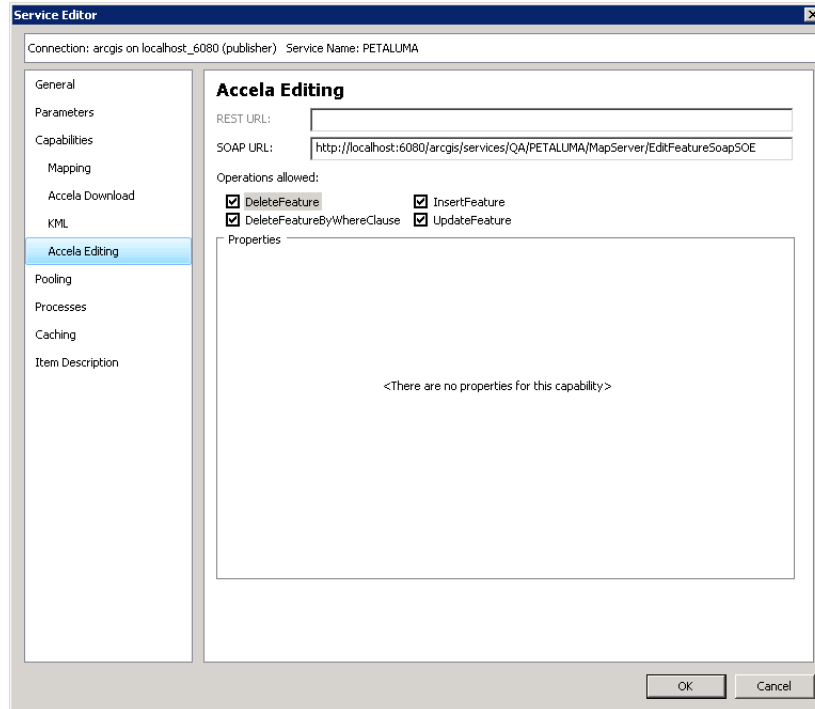 Service Editor
Connection: arcgis on localhost_6080 (publisher) Service Name: PETALUMA
General
Parameters
Capabilities
Mapping
Accela Download
KML
Accela Editing
Pooling
Processes
Caching
Item Description
Accela Editing
REST URL:
SOAP URL: http://localhost:6080/arcgis/services/QA/PETALUMA/MapServer/EditFeatureSoapSOE
Operations allowed:
DeleteFeature InsertFeature
DeleteFeatureByWhereClause UpdateFeature
Properties
<There are no properties for this capability>
OK Cancel